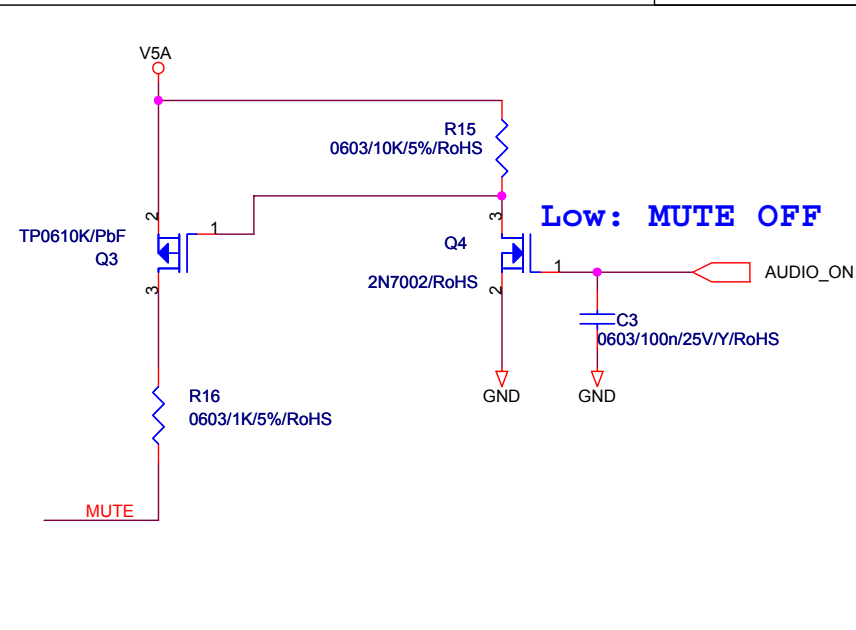 V5A
R15
0603/10K/5%/RoHS
2
1
3
Low: MUTE OFF
TP0610K/PbF
Q3
Q4
1
AUDIO_ON
3
2N7002/RoHS
2
C3
0603/100n/25V/Y/RoHS
R16
0603/1K/5%/RoHS
GND
GND
MUTE